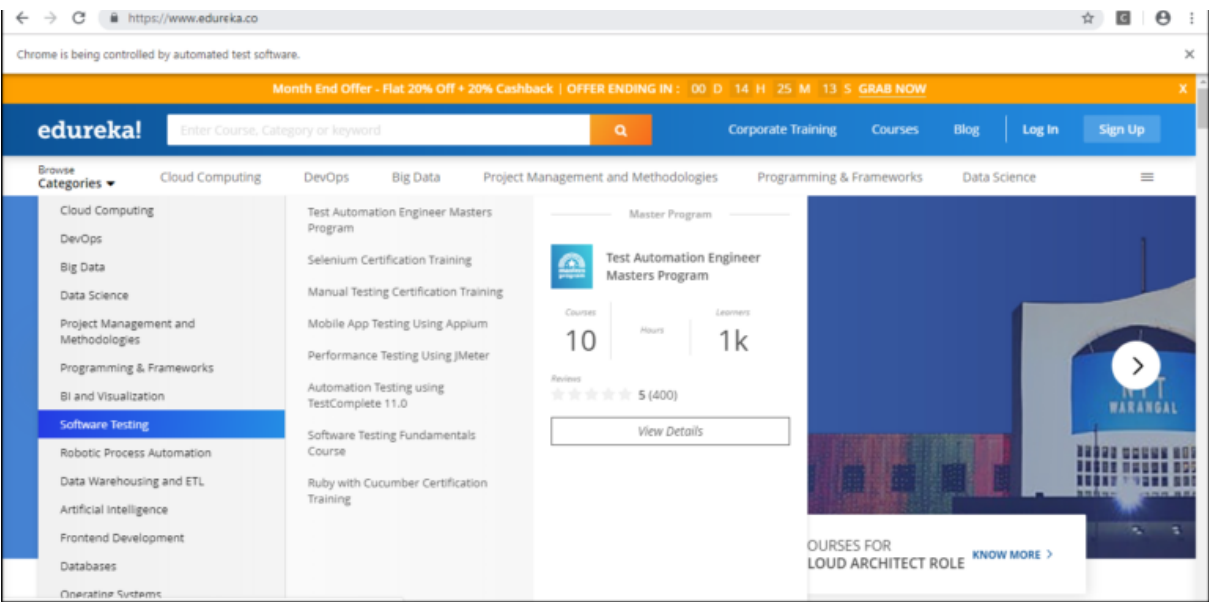 https://www.edureka.co
Chrome is being controlled by automated test software.
Month End Offer - Flat 20% Off + 20% Cashback | OFFER ENDING IN : 00 D 14 H 25 M 13 S GRAB NOW X
edureka!
Enter Course, Category or keyword
Corporate Training
Courses
Blog
Log In
Sign Up
Browse
Categories
Cloud Computing
DevOps
Big Data
Project Management and Methodologies
Programming & Frameworks
Data Science
Cloud Computing
DevOps
Big Data
Data Science
Project Management and
Methodologies
Programming & Frameworks
BI and Visualization
Software Testing
Robotic Process Automation
Data Warehousing and ETL
Artificial Intelligence
Frontend Development
Databases
Operating Systems
Test Automation Engineer Masters
Program
Selenium Certification Training
Manual Testing Certification Training
Mobile App Testing Using Appium
Performance Testing Using JMeter
Automation Testing using
TestComplete 11.0
Software Testing Fundamentals
Course
Ruby with Cucumber Certification
Training
Master Program
masters
program
Test Automation Engineer
Masters Program
Courses
10
Hours
Learners
1k
Reviews
5 (400)
View Details
WARANGAL
OURSES FOR
LOUD ARCHITECT ROLE
KNOW MORE >